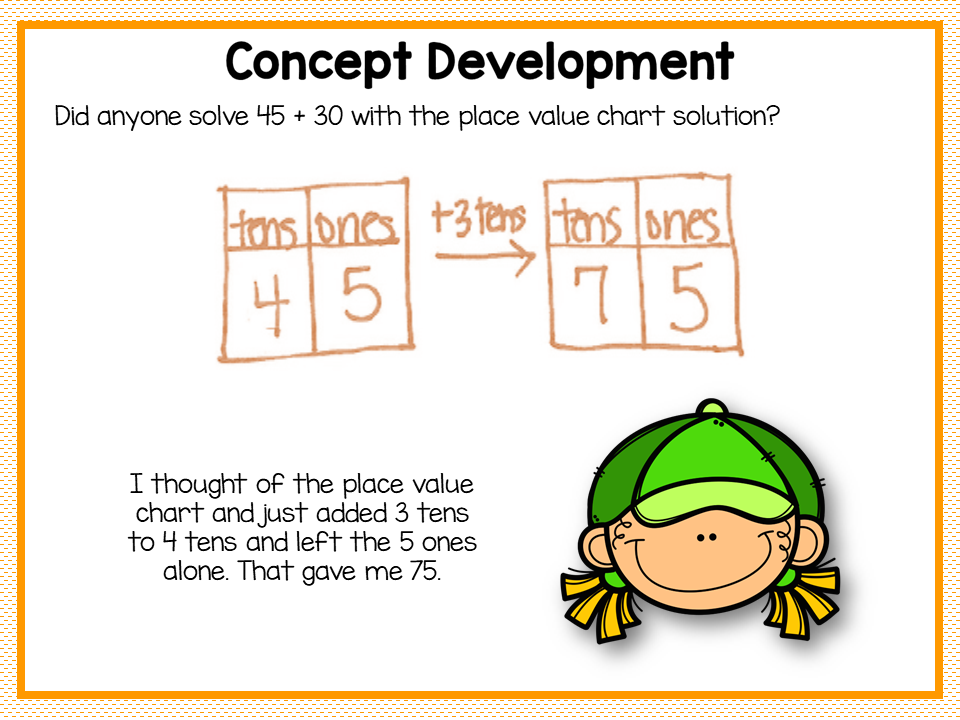 Concept Development
Did anyone solve 45 + 30 with the place value chart solution?
tens ones +3 tens tens ones
4 5 7 5
I thought of the place value
chart and just added 3 tens
to 4 tens and left the 5 ones
alone. That gave me 75.